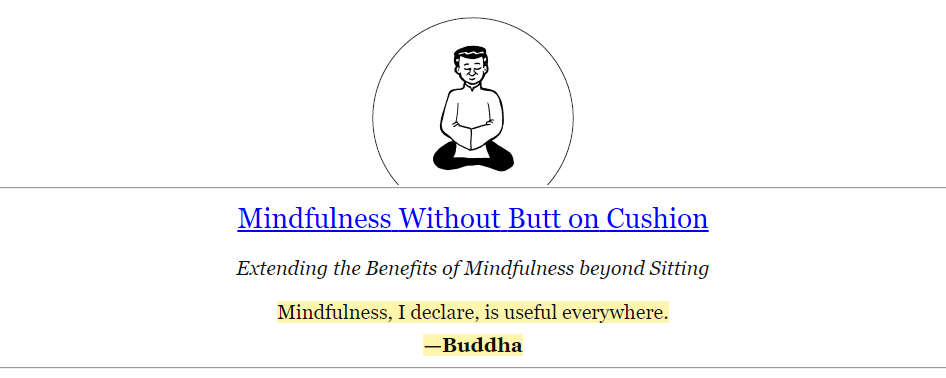 Mindfulness Without Butt on Cushion
Extending the Benefits of Mindfulness beyond Sitting
Mindfulness, I declare, is useful everywhere.
—Buddha